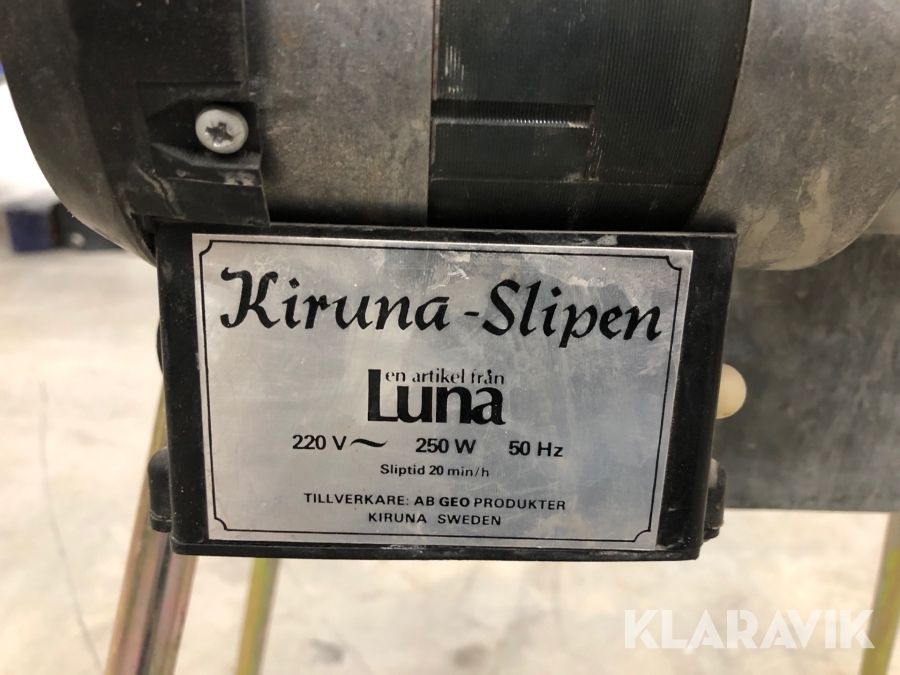 Kiruna-Slipen
en artikel från
Luna
220 V ~ 250 W 50 Hz
Sliptid 20 min/h
TILLVERKARE: AB GEO PRODUKTER
KIRUNA SWEDEN
KLARAVIK